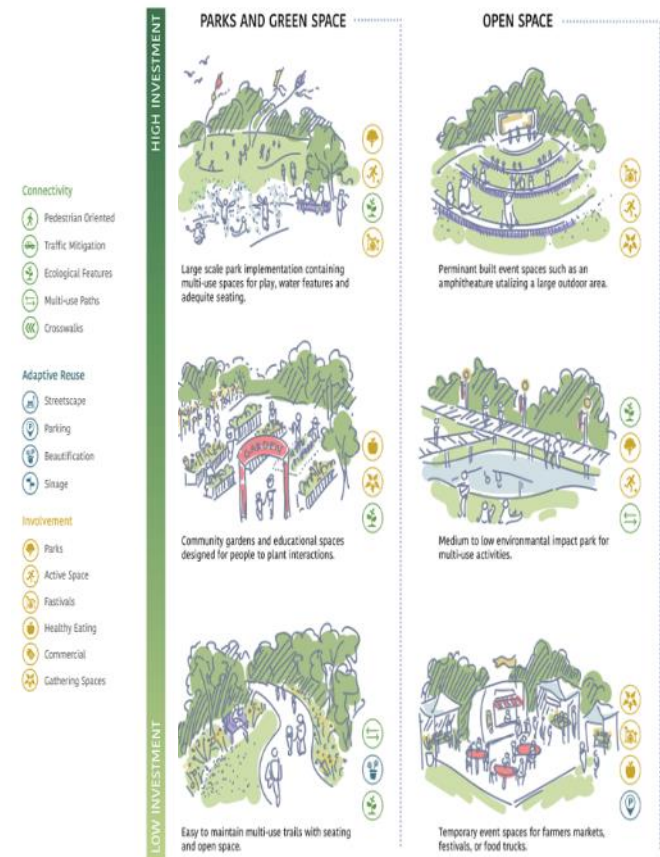 PARKS AND GREEN SPACE
OPEN SPACE
HIGH INVESTMENT
LOW INVESTMENT
Connectivity
Pedestrian Oriented
Traffic Mitigation
Ecological Features
Multi-use Paths
Crosswalks
Adaptive Reuse
Streetscape
Parking
Beautification
Sinage
Involvement
Parks
Active Space
Fastivals
Healthy Eating
Commercial
Gathering Spaces
Large scale park implementation containing
multi-use spaces for play, water features and
adequite seating.
Perminant built event spaces such as an
amphitheature utalizing a large outdoor area.
GARDEN
Community gardens and educational spaces
designed for people to plant interactions.
Medium to low environmantal impact park for
multi-use activities.
Easy to maintain multi-use trails with seating
and open space.
Temporary event spaces for farmers markets,
festivals, or food trucks.